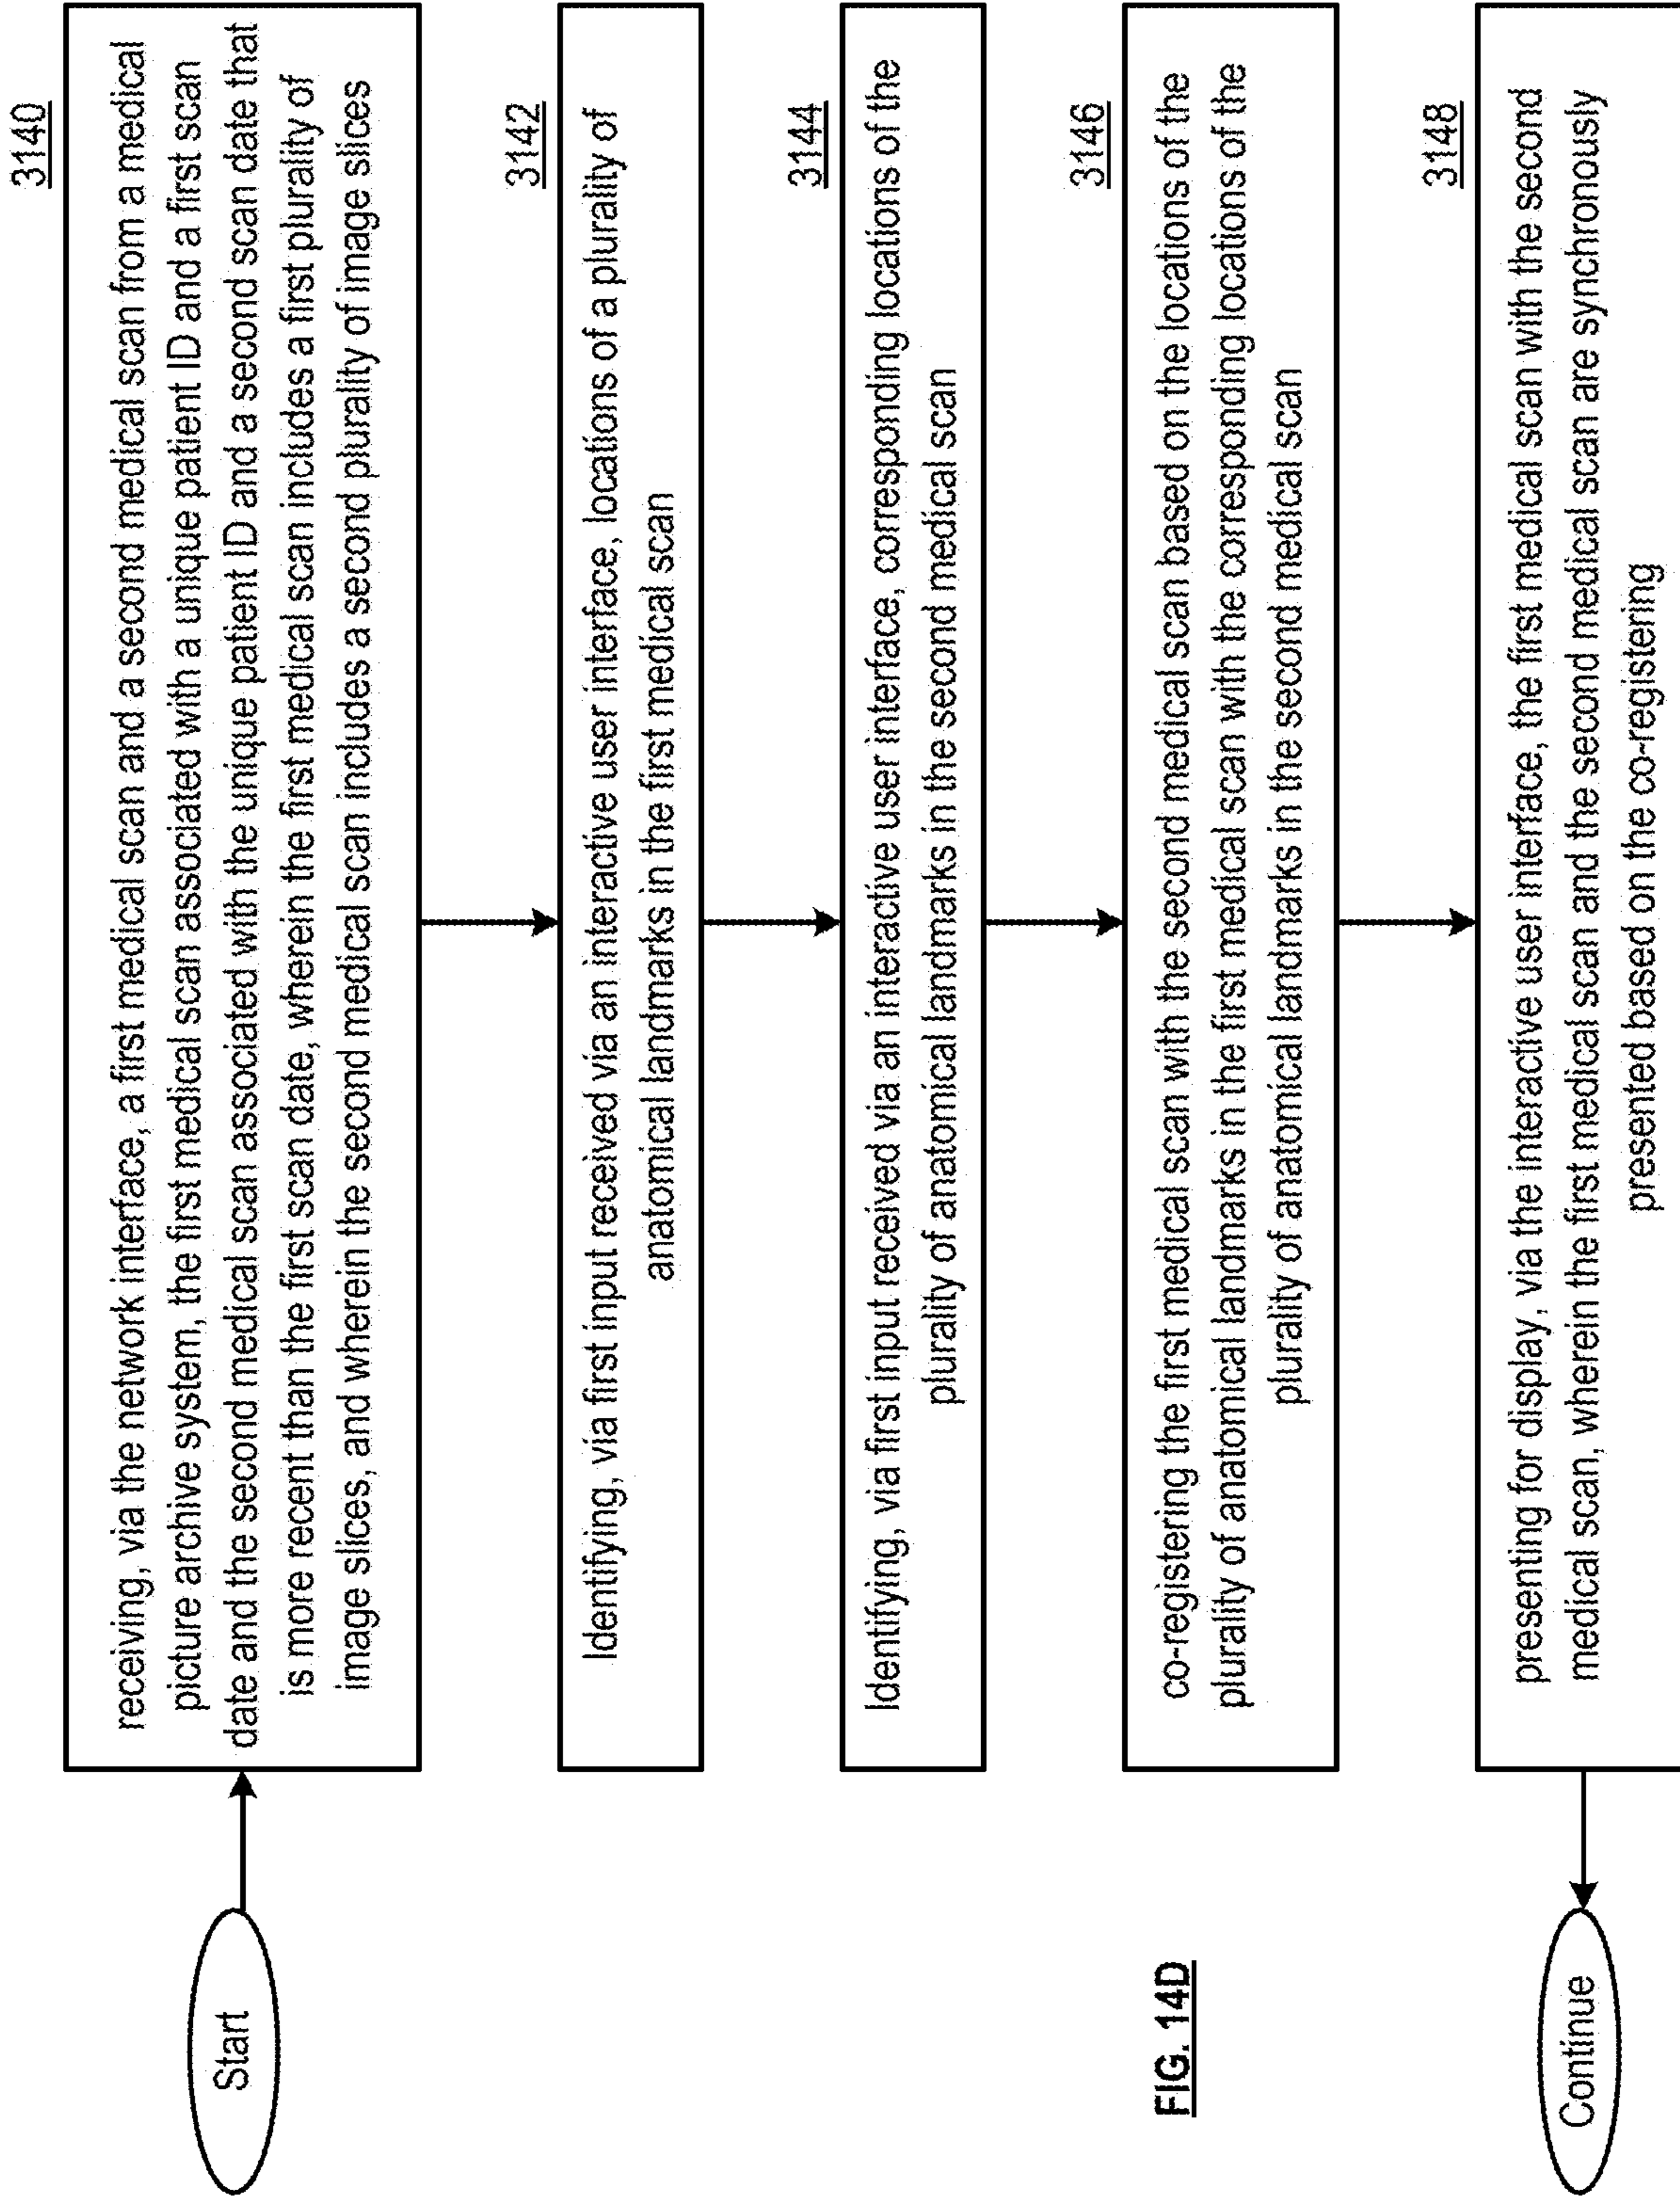 Start
3140
receiving, via the network interface, a first medical scan and a second medical scan from a medical
picture archive system, the first medical scan associated with a unique patient ID and a first scan
date and the second medical scan associated with the unique patient ID and a second scan date that
is more recent than the first scan date, wherein the first medical scan includes a first plurality of
image slices, and wherein the second medical scan includes a second plurality of image slices
3142
Identifying, via first input received via an interactive user interface, locations of a plurality of
anatomical landmarks in the first medical scan
3144
Identifying, via first input received via an interactive user interface, corresponding locations of the
plurality of anatomical landmarks in the second medical scan
3146
co-registering the first medical scan with the second medical scan based on the locations of the
plurality of anatomical landmarks in the first medical scan with the corresponding locations of the
plurality of anatomical landmarks in the second medical scan
3148
presenting for display, via the interactive user interface, the first medical scan with the second
medical scan, wherein the first medical scan and the second medical scan are synchronously
presented based on the co-registering
Continue
FIG. 14D